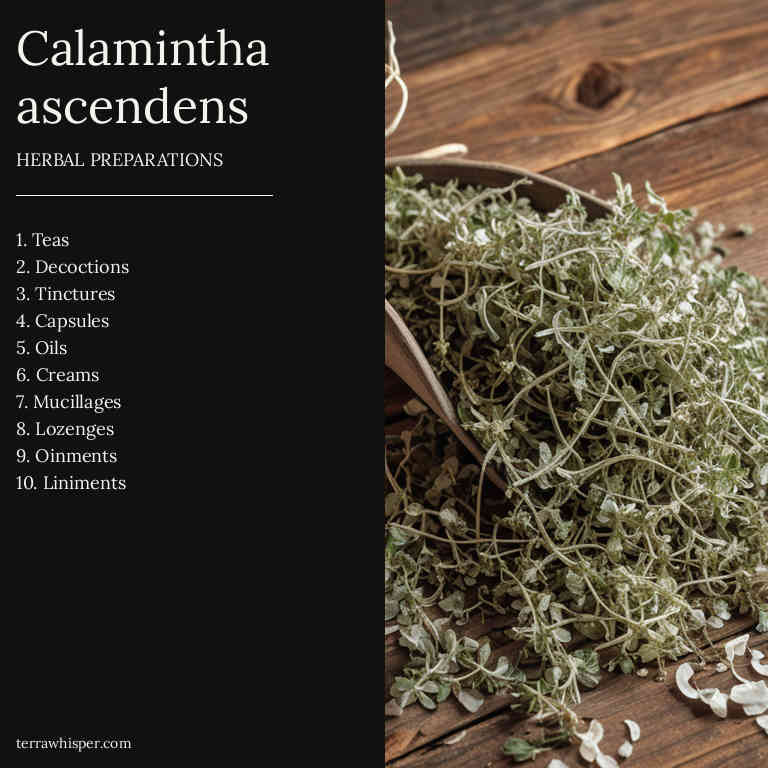 Calamintha
ascendens
HERBAL PREPARATIONS
1. Teas
2. Decoctions
3. Tinctures
4. Capsules
5. Oils
6. Creams
7. Mucillages
8. Lozenges
9. Oinments
10. Liniments
terrawhisper.com